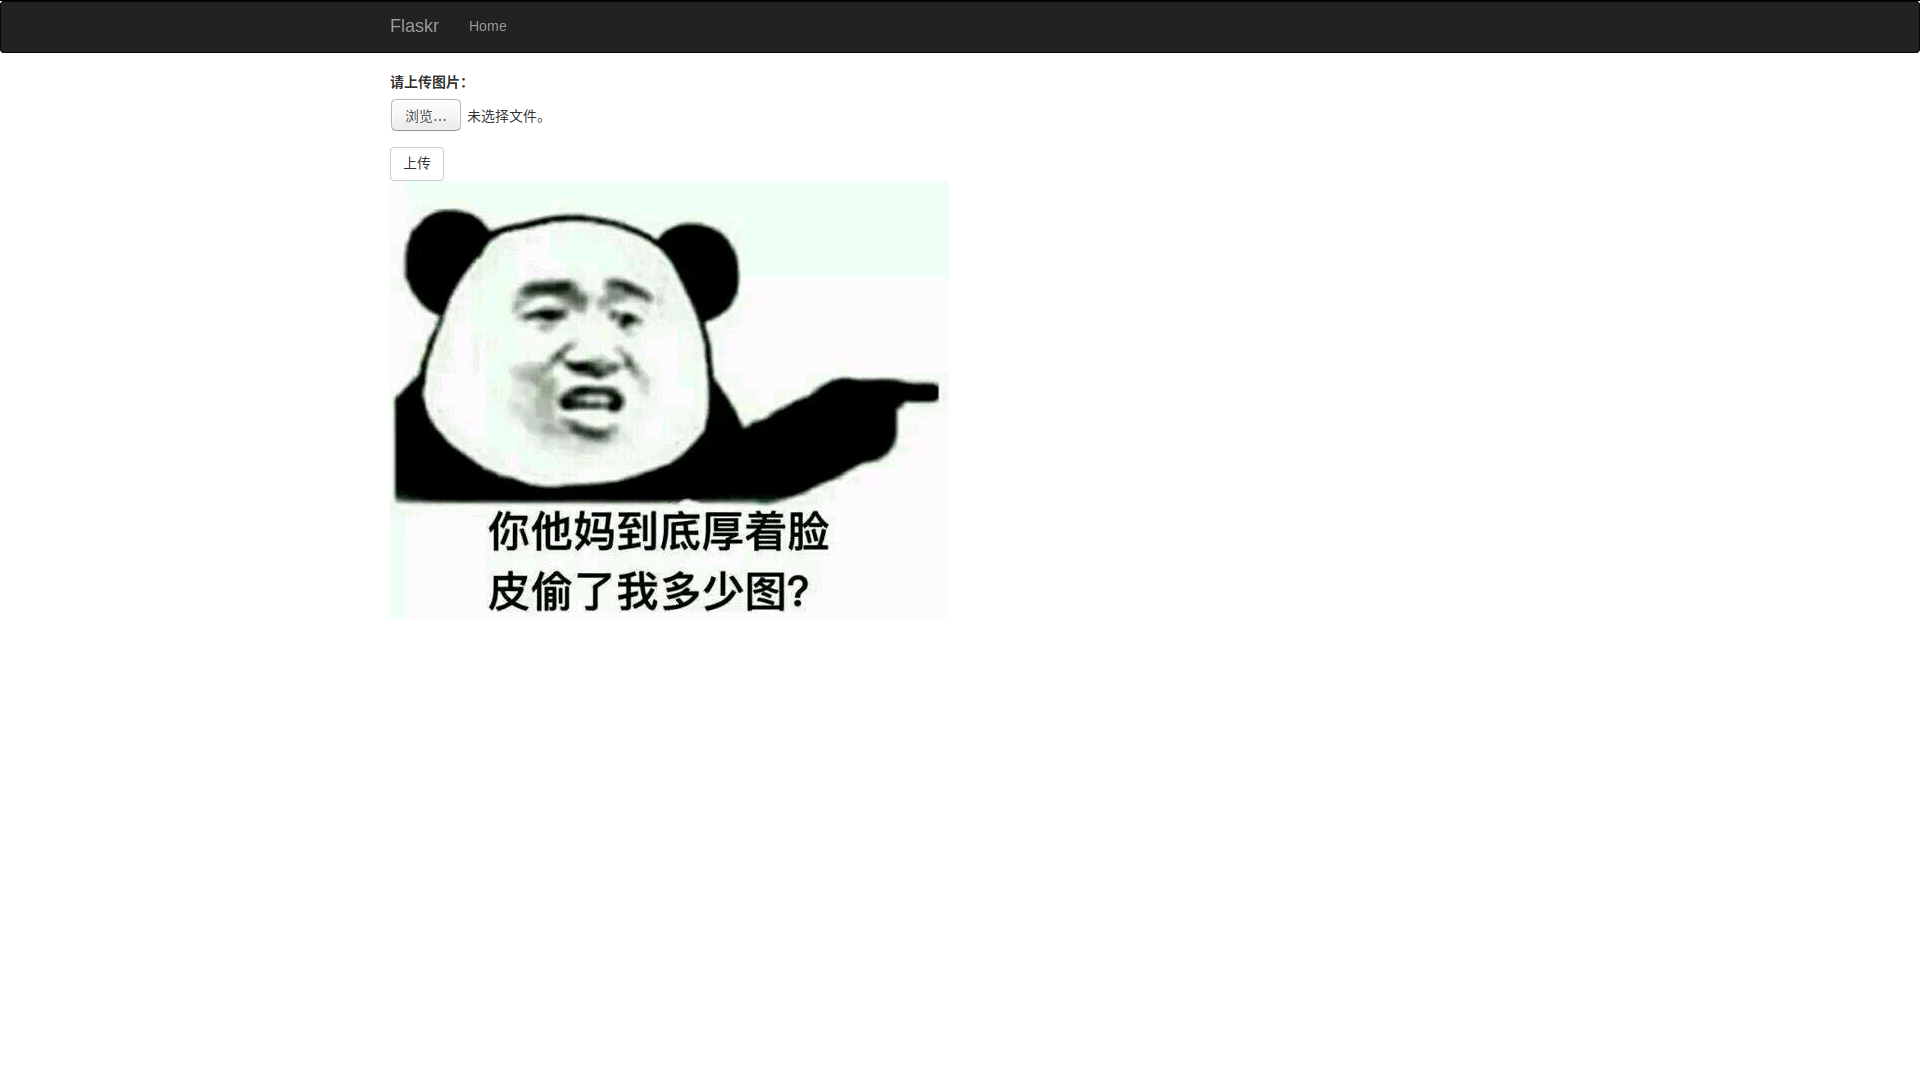 Flaskr Home
请上传图片：
浏览... 未选择文件。
上传
你他妈到底厚着脸
皮偷了我多少图?